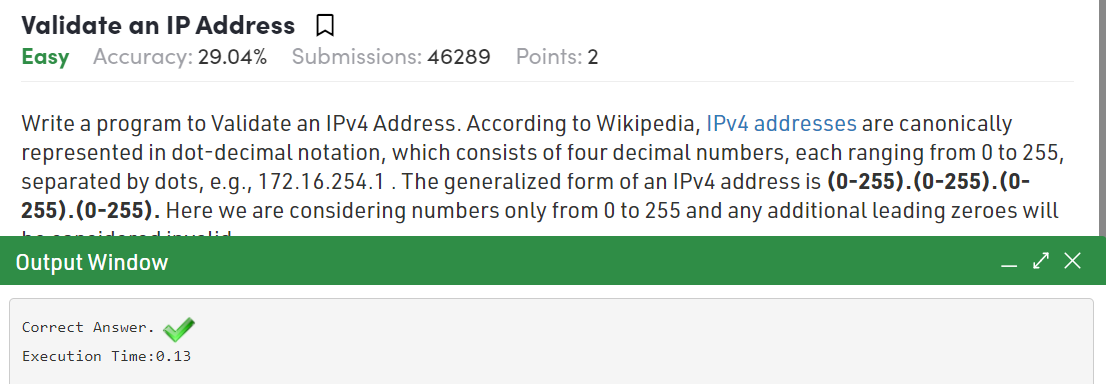 Validate an IP Address
Easy Accuracy: 29.04% Submissions: 46289 Points: 2
Write a program to Validate an IPv4 Address. According to Wikipedia, IPv4 addresses are canonically
represented in dot-decimal notation, which consists of four decimal numbers, each ranging from 0 to 255,
separated by dots, e.g., 172.16.254.1 . The generalized form of an IPv4 address is (0-255).(0-255).(0-
255).(0-255). Here we are considering numbers only from 0 to 255 and any additional leading zeroes will
be considered invalid
Output Window
Correct Answer.
Execution Time:0.13